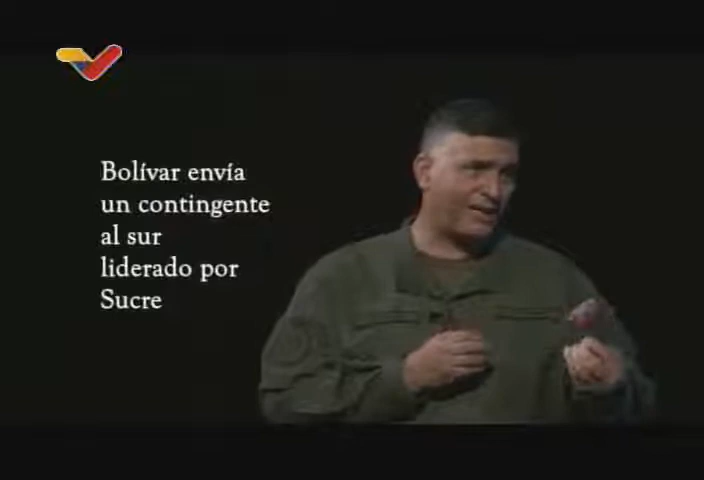 Bolívar envía
un contingente
al sur
liderado por
Sucre